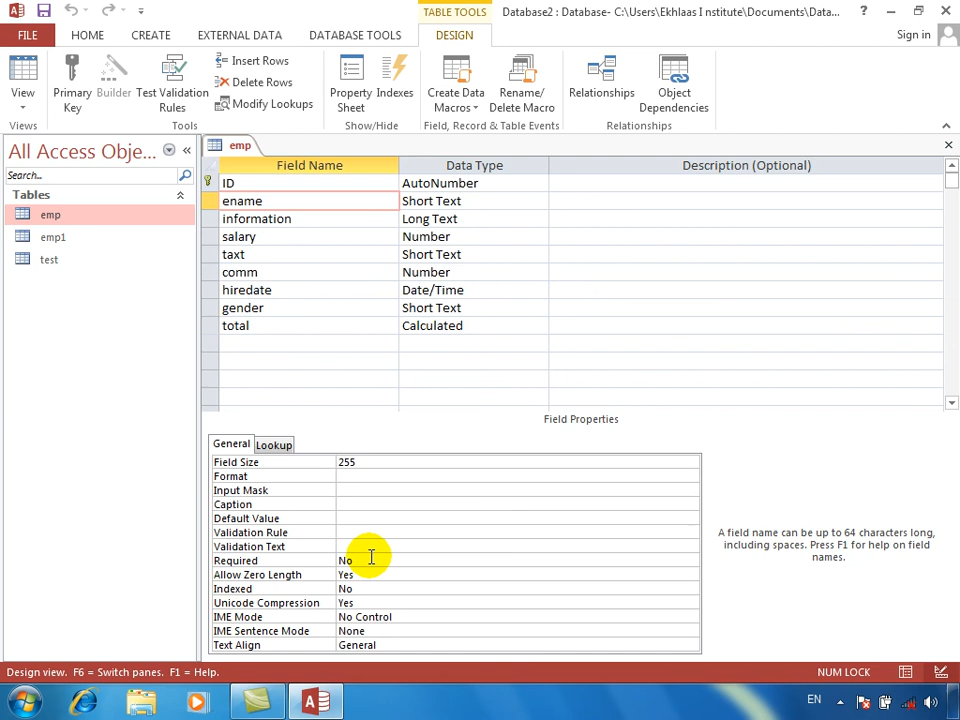 TABLE TOOLS
Database2 : Database- C:\Users\Ekhlaas I nstitute\Documents\Data...
FILE HOME CREATE EXTERNAL DATA DATABASE TOOLS DESIGN Sign in
View
Primary Key
Builder
Test Validation Rules
Insert Rows
Delete Rows
Modify Lookups
Property Sheet
Indexes
Create Data Macros
Rename/ Delete Macro
Relationships
Object Dependencies
Views Tools Show/Hide Field, Record & Table Events Relationships
All Access Obje...
Search...
Tables
emp
emp1
test
emp
Field Name Data Type Description (Optional)
ID AutoNumber
ename Short Text
information Long Text
salary Number
taxt Short Text
comm Number
hiredate Date/Time
gender Short Text
total Calculated
Field Properties
General Lookup
Field Size 255
Format
Input Mask
Caption
Default Value
Validation Rule
Validation Text
Required No
Allow Zero Length Yes
Indexed No
Unicode Compression Yes
IME Mode No Control
IME Sentence Mode None
Text Align General
A field name can be up to 64 characters long,
including spaces. Press F1 for help on field
names.
Design view. F6 = Switch panes. F1 = Help. NUM LOCK
EN